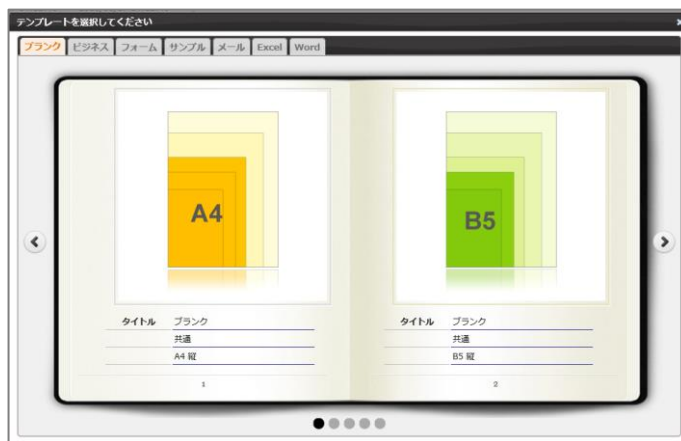 テンプレートを選択してください
ブランク ビジネス フォーム サンプル メール Excel Word
A4
B5
タイトル ブランク
共通
A4 縦
1
タイトル ブランク
共通
B5 縦
2